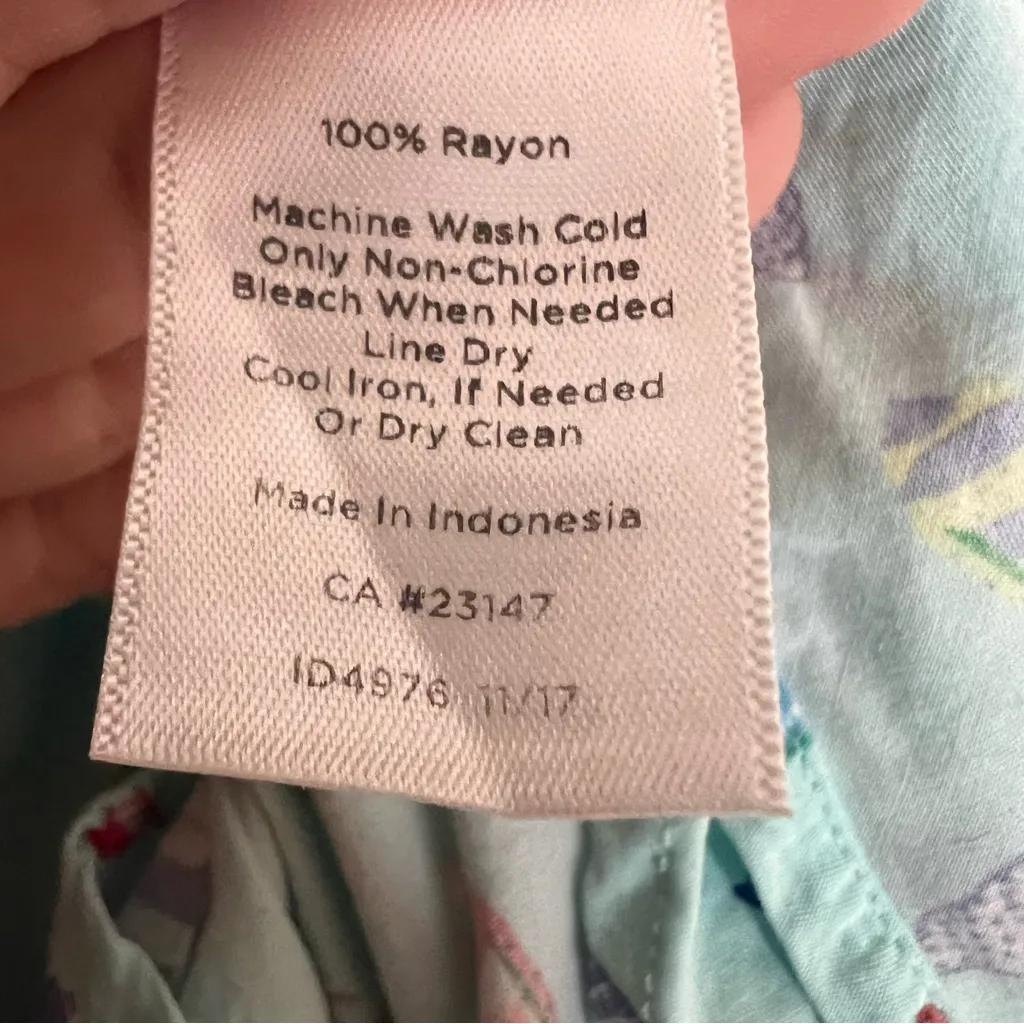 100% Rayon
Machine Wash Cold
Only Non-Chlorine
Bleach When Needed
Line Dry
Cool Iron, If Needed
Or Dry Clean
Made In Indonesia
CA #23147
ID4976 11/17